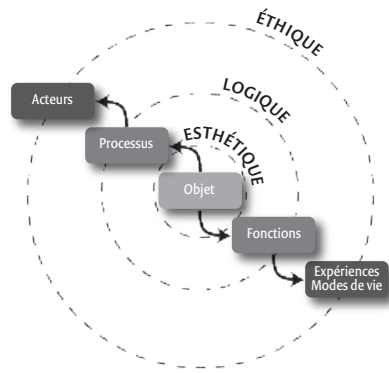 ÉTHIQUE
LOGIQUE
ESTHÉTIQUE
Acteurs
Processus
Objet
Fonctions
Expériences
Modes de vie